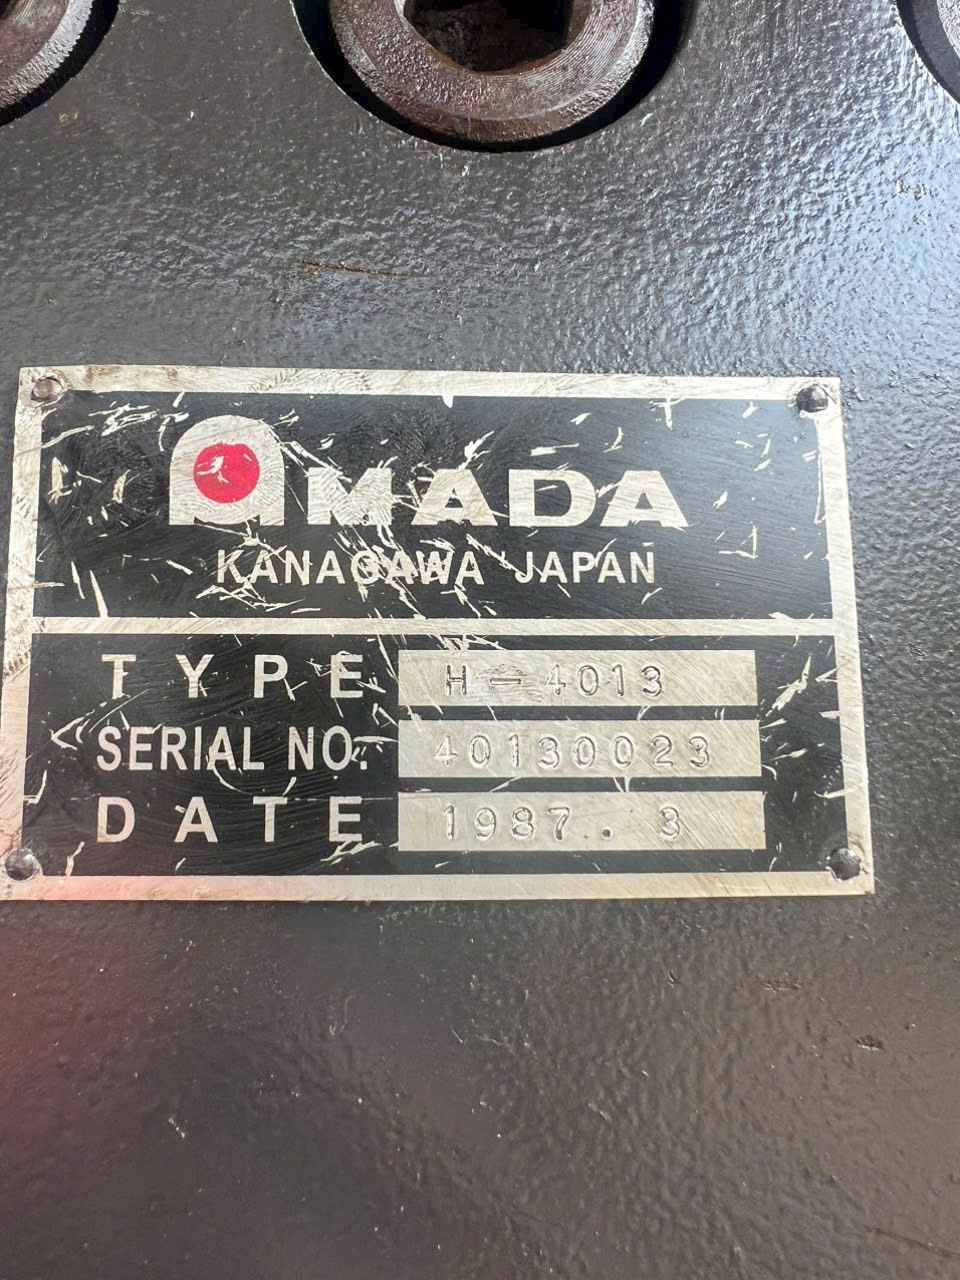 AMADA
KANAGAWA JAPAN
TYPE H-4013
SERIAL NO. 40130023
DATE 1987. 3